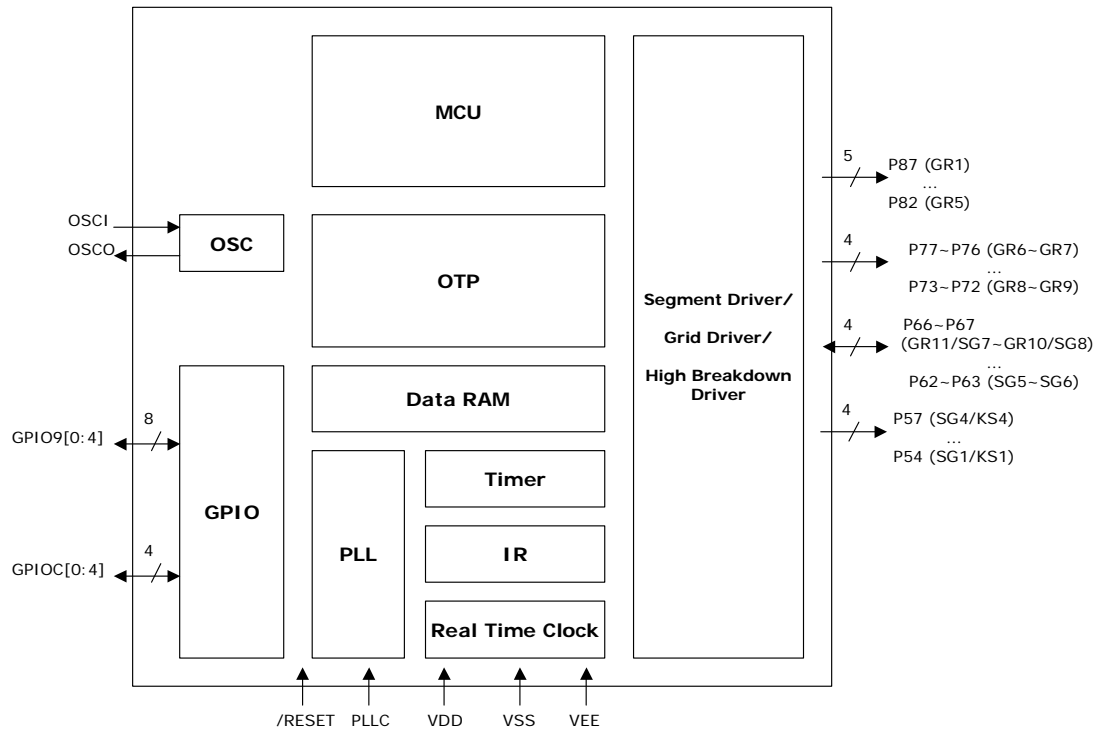 MCU
5
P87 (GR1)
...
P82 (GR5)
OSCI
OSCO
OSC
OTP
4
P77~P76 (GR6~GR7)
...
P73~P72 (GR8~GR9)
Segment Driver/
Grid Driver/
High Breakdown
Driver
4
P66~P67
(GR11/SG7~GR10/SG8)
...
P62~P63 (SG5~SG6)
Data RAM
4
P57 (SG4/KS4)
...
P54 (SG1/KS1)
GPIO9[0:4]
8
GPIO
Timer
PLL
IR
GPIOC[0:4]
4
Real Time Clock
/RESET
PLLC
VDD
VSS
VEE